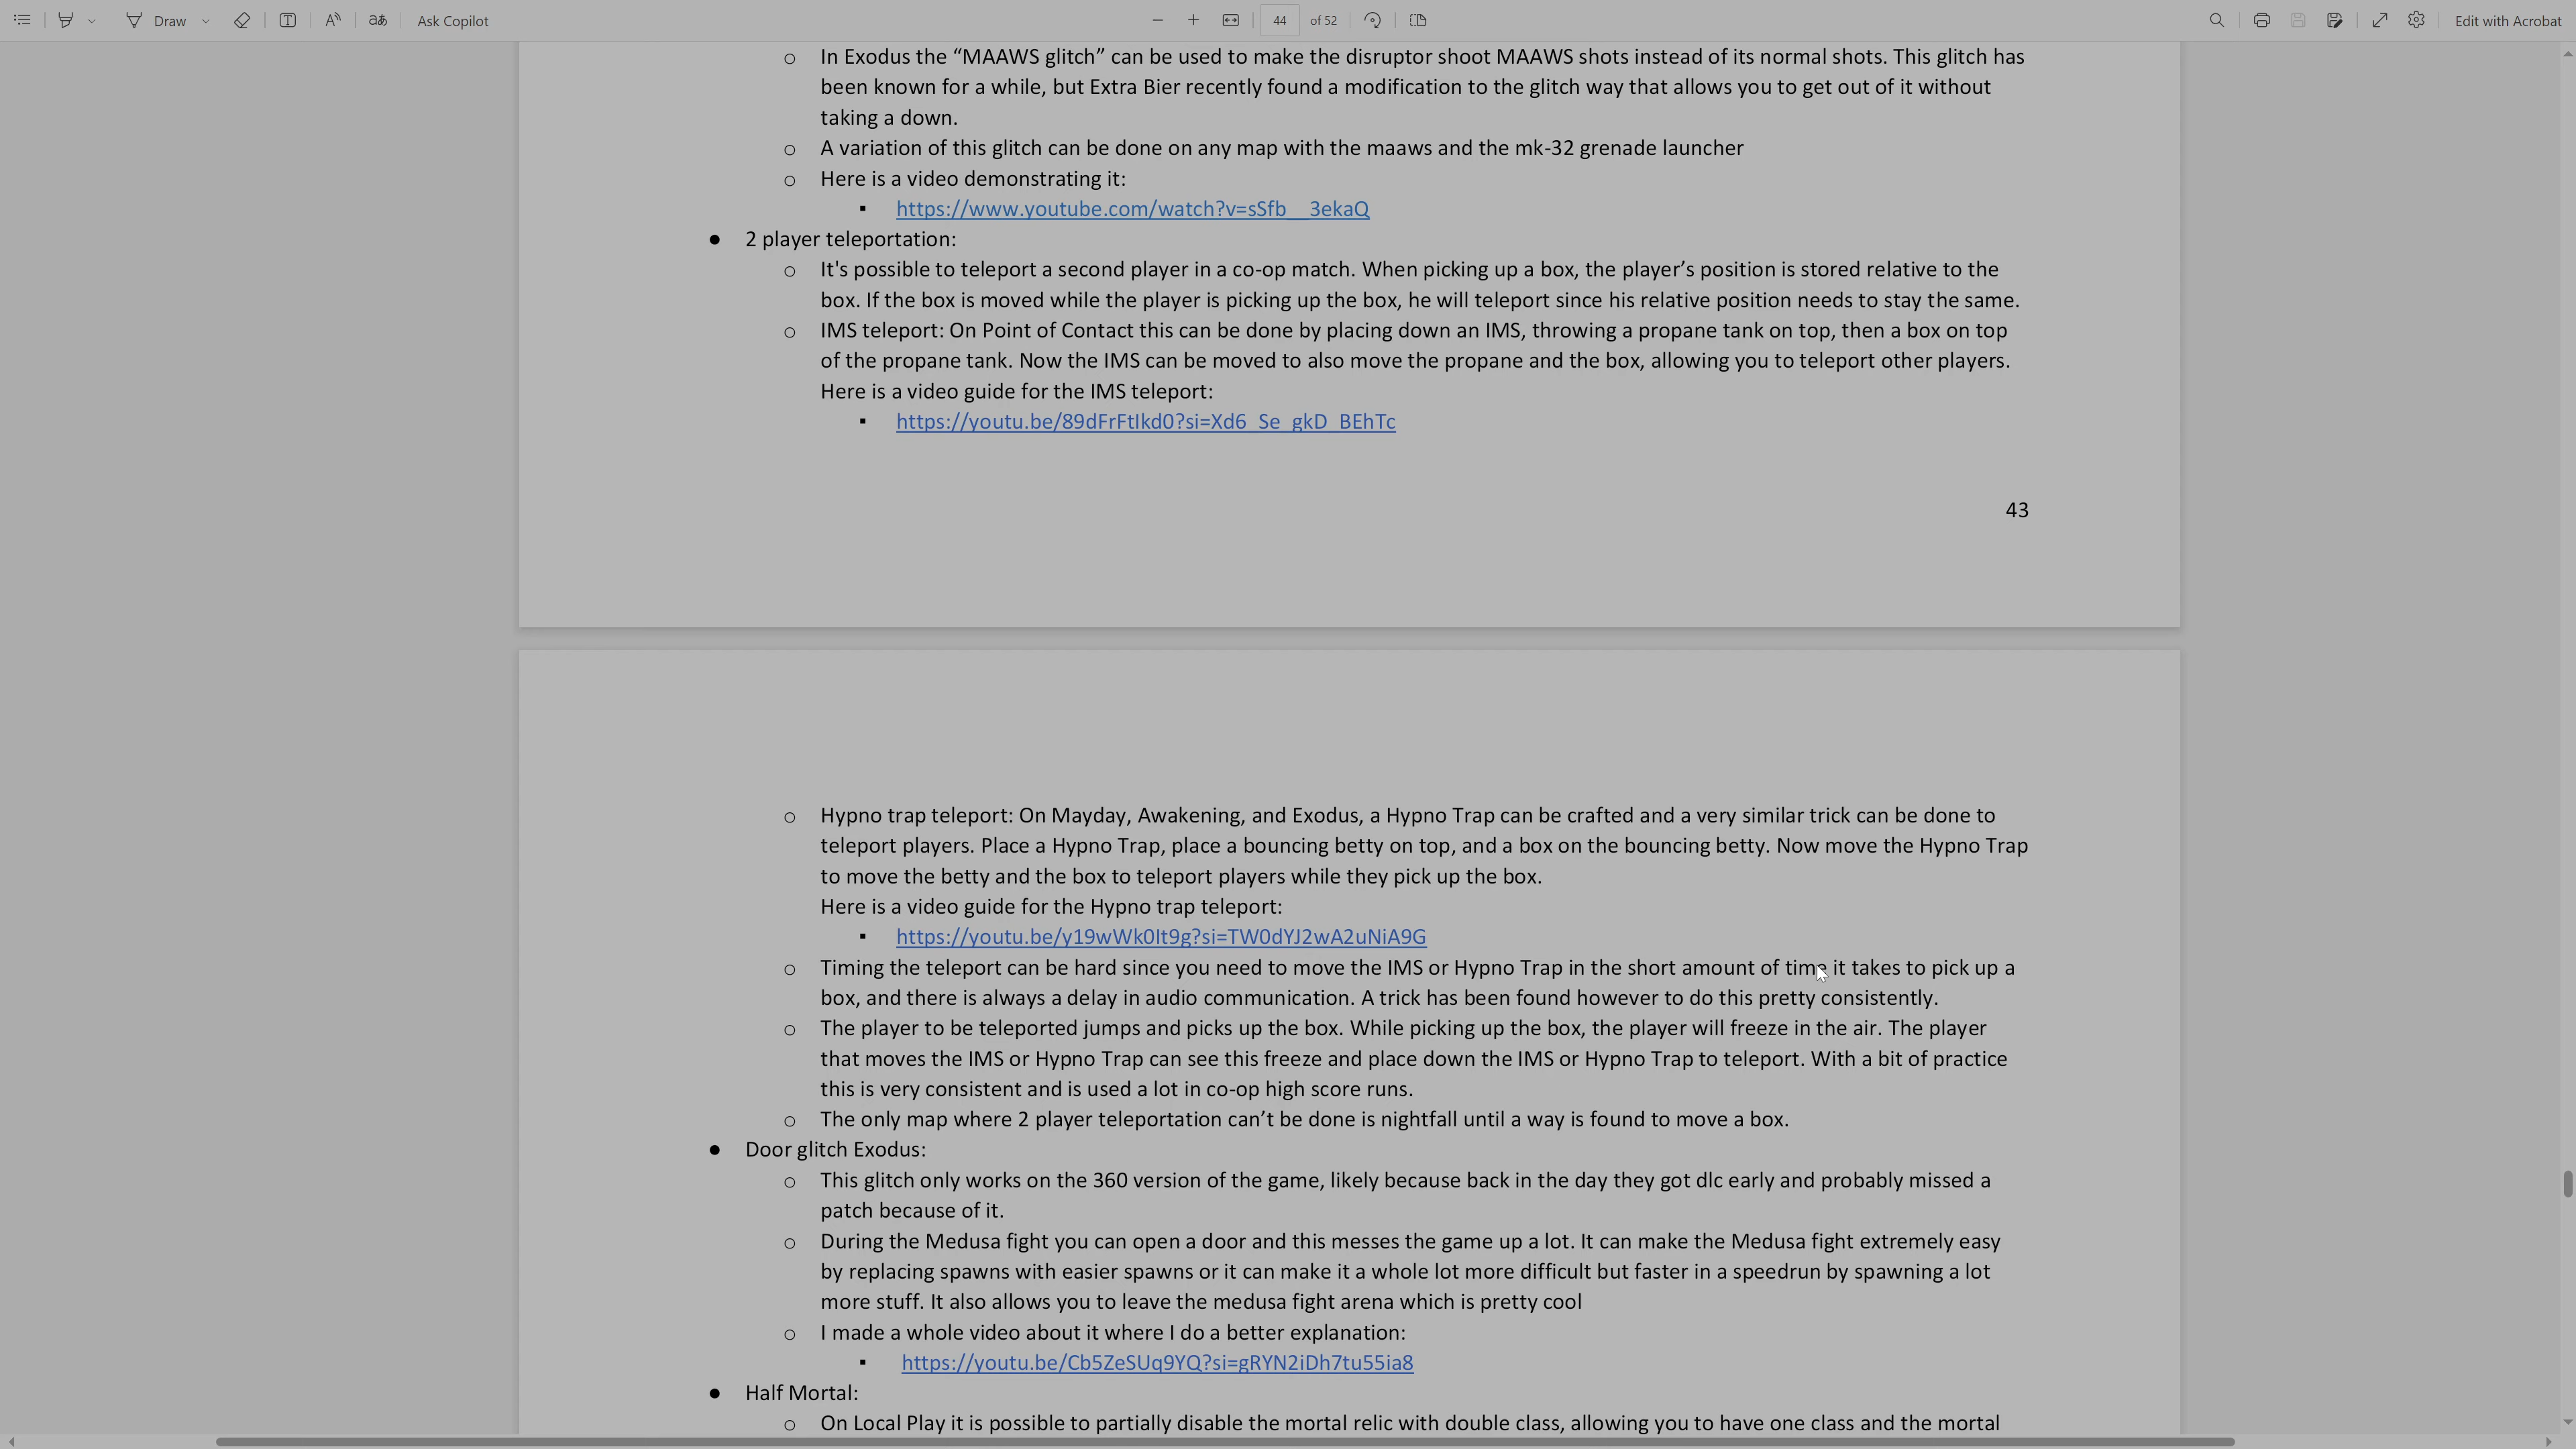 Draw
Ask Copilot
44 of 52
Edit with Acrobat
o In Exodus the “MAAWS glitch” can be used to make the disruptor shoot MAAWS shots instead of its normal shots. This glitch has
been known for a while, but Extra Bier recently found a modification to the glitch way that allows you to get out of it without
taking a down.
o A variation of this glitch can be done on any map with the maaws and the mk-32 grenade launcher
o Here is a video demonstrating it:
▪ https://www.youtube.com/watch?v=sSfb__3ekaQ
● 2 player teleportation:
o It's possible to teleport a second player in a co-op match. When picking up a box, the player’s position is stored relative to the
box. If the box is moved while the player is picking up the box, he will teleport since his relative position needs to stay the same.
o IMS teleport: On Point of Contact this can be done by placing down an IMS, throwing a propane tank on top, then a box on top
of the propane tank. Now the IMS can be moved to also move the propane and the box, allowing you to teleport other players.
Here is a video guide for the IMS teleport:
▪ https://youtu.be/89dFrFtIkd0?si=Xd6_Se_gkD_BEhTc
43
o Hypno trap teleport: On Mayday, Awakening, and Exodus, a Hypno Trap can be crafted and a very similar trick can be done to
teleport players. Place a Hypno Trap, place a bouncing betty on top, and a box on the bouncing betty. Now move the Hypno Trap
to move the betty and the box to teleport players while they pick up the box.
Here is a video guide for the Hypno trap teleport:
▪ https://youtu.be/y19wWk0It9g?si=TW0dYJ2wA2uNiA9G
o Timing the teleport can be hard since you need to move the IMS or Hypno Trap in the short amount of time it takes to pick up a
box, and there is always a delay in audio communication. A trick has been found however to do this pretty consistently.
o The player to be teleported jumps and picks up the box. While picking up the box, the player will freeze in the air. The player
that moves the IMS or Hypno Trap can see this freeze and place down the IMS or Hypno Trap to teleport. With a bit of practice
this is very consistent and is used a lot in co-op high score runs.
o The only map where 2 player teleportation can’t be done is nightfall until a way is found to move a box.
● Door glitch Exodus:
o This glitch only works on the 360 version of the game, likely because back in the day they got dlc early and probably missed a
patch because of it.
o During the Medusa fight you can open a door and this messes the game up a lot. It can make the Medusa fight extremely easy
by replacing spawns with easier spawns or it can make it a whole lot more difficult but faster in a speedrun by spawning a lot
more stuff. It also allows you to leave the medusa fight arena which is pretty cool
o I made a whole video about it where I do a better explanation:
▪ https://youtu.be/Cb5ZeSUq9YQ?si=gRYN2iDh7tu55ia8
● Half Mortal:
o On Local Play it is possible to partially disable the mortal relic with double class, allowing you to have one class and the mortal